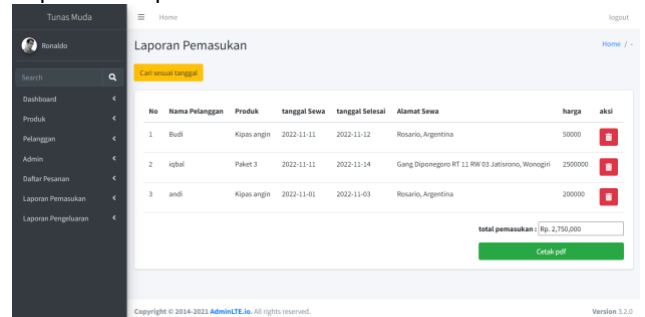 Tunas Muda
Home
logout
Ronaldo
Laporan Pemasukan
Home / -
Search
Cari sesuai tanggal
Dashboard
Produk
Pelanggan
Admin
Daftar Pesanan
Laporan Pemasukan
Laporan Pengeluaran
No Nama Pelanggan Produk tanggal Sewa tanggal Selesai Alamat Sewa harga aksi
1 Budi Kipas angin 2022-11-11 2022-11-12 Rosario, Argentina 50000
2 iqbal Paket 3 2022-11-11 2022-11-14 Gang Diponegoro RT 11 RW 03 Jatisrono, Wonogiri 2500000
3 andi Kipas angin 2022-11-01 2022-11-03 Rosario, Argentina 200000
total pemasukan : Rp. 2,750,000
Cetak pdf
Copyright © 2014-2021 AdminLTE.io. All rights reserved.
Version 3.2.0